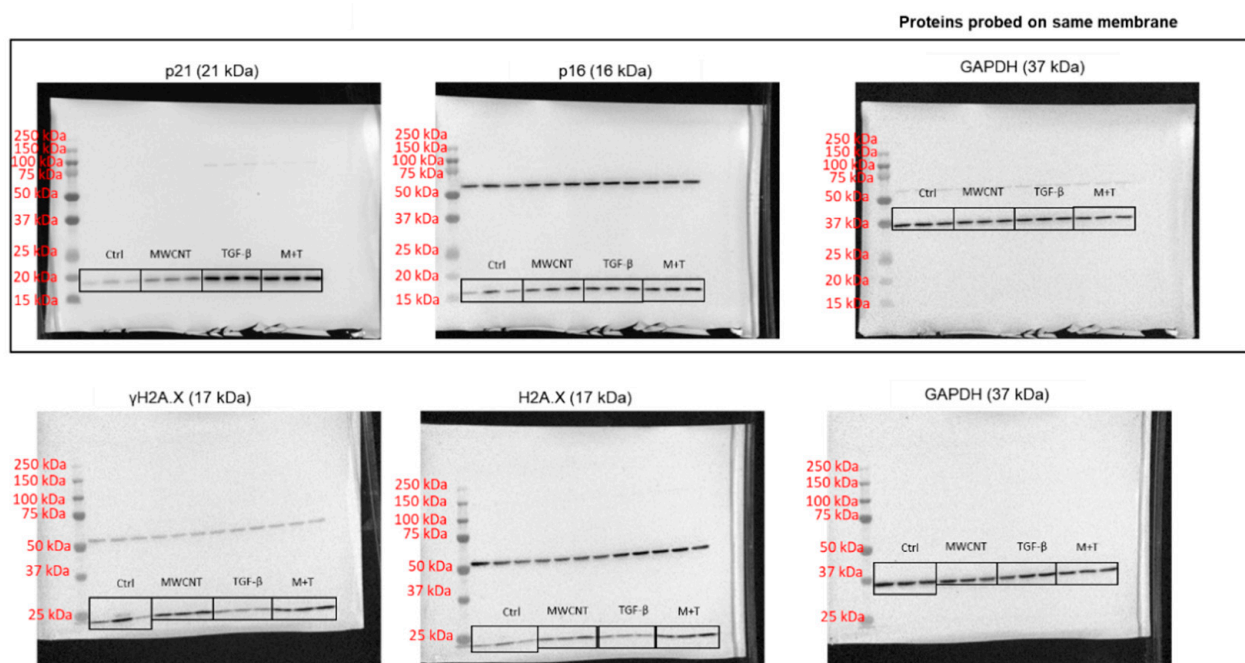 Proteins probed on same membrane
p21 (21 kDa)
250 kDa
150 kDa
100 kDa
75 kDa
50 kDa
37 kDa
25 kDa
20 kDa
15 kDa
Ctrl MWCNT TGF-β M+T
p16 (16 kDa)
250 kDa
150 kDa
100 kDa
75 kDa
50 kDa
37 kDa
25 kDa
20 kDa
15 kDa
Ctrl MWCNT TGF-β M+T
GAPDH (37 kDa)
250 kDa
150 kDa
100 kDa
75 kDa
50 kDa
37 kDa
25 kDa
20 kDa
15 kDa
Ctrl MWCNT TGF-β M+T
γH2A.X (17 kDa)
250 kDa
150 kDa
100 kDa
75 kDa
50 kDa
37 kDa
25 kDa
Ctrl MWCNT TGF-β M+T
H2A.X (17 kDa)
250 kDa
150 kDa
100 kDa
75 kDa
50 kDa
37 kDa
25 kDa
Ctrl MWCNT TGF-β M+T
GAPDH (37 kDa)
250 kDa
150 kDa
100 kDa
75 kDa
50 kDa
37 kDa
25 kDa
Ctrl MWCNT TGF-β M+T